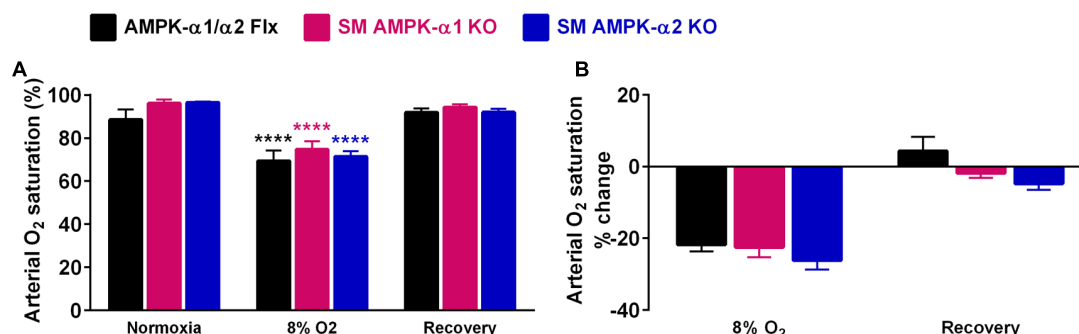 AMPK-α1/α2 Flx SM AMPK-α1 KO SM AMPK-α2 KO
A
Arterial O2 saturation (%)
100
80
60
40
20
0
**** **** ****
Normoxia 8% O2 Recovery
B
Arterial O2 saturation
% change
20
0
-20
-40
8% O2 Recovery